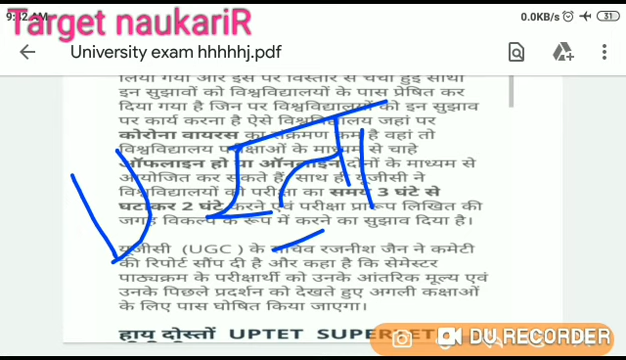 Target naukariR
9:32 AM
0.0KB/s
31
University exam hhhhhj.pdf
लिया गया और इस पर विस्तार से चर्चा हुई साथ
इन सुझावों को विश्वविद्यालयों के पास प्रेषित कर
दिया गया है जिन पर विश्वविद्यालयों को इन सुझाव
पर कार्य करना है ऐसे विश्वविद्यालय जहां पर
कोरोना वायरस का संक्रमण कम है वहां तो
विश्वविद्यालय परीक्षाओं के माध्यम से चाहे
ऑफलाइन हो या ऑनलाइन दोनों के माध्यम से
आयोजित कर सकते हैं, साथ ही यूजीसी ने
विश्वविद्यालयों को परीक्षा का समय 3 घंटे से
घटाकर 2 घंटे करने एवं परीक्षा प्रारूप लिखित की
जगह विकल्प के रूप में करने का सुझाव दिया है।
यूजीसी (UGC) के सचिव रजनीश जैन ने कमेटी
की रिपोर्ट सौंप दी है और कहा है कि सेमेस्टर
पाठ्यक्रम के परीक्षार्थी को उनके आंतरिक मूल्य एवं
उनके पिछले प्रदर्शन को देखते हुए अगली कक्षाओं
के लिए पास घोषित किया जाएगा।
हाय दोस्तों UPTET SUPER TET
DU RECORDER